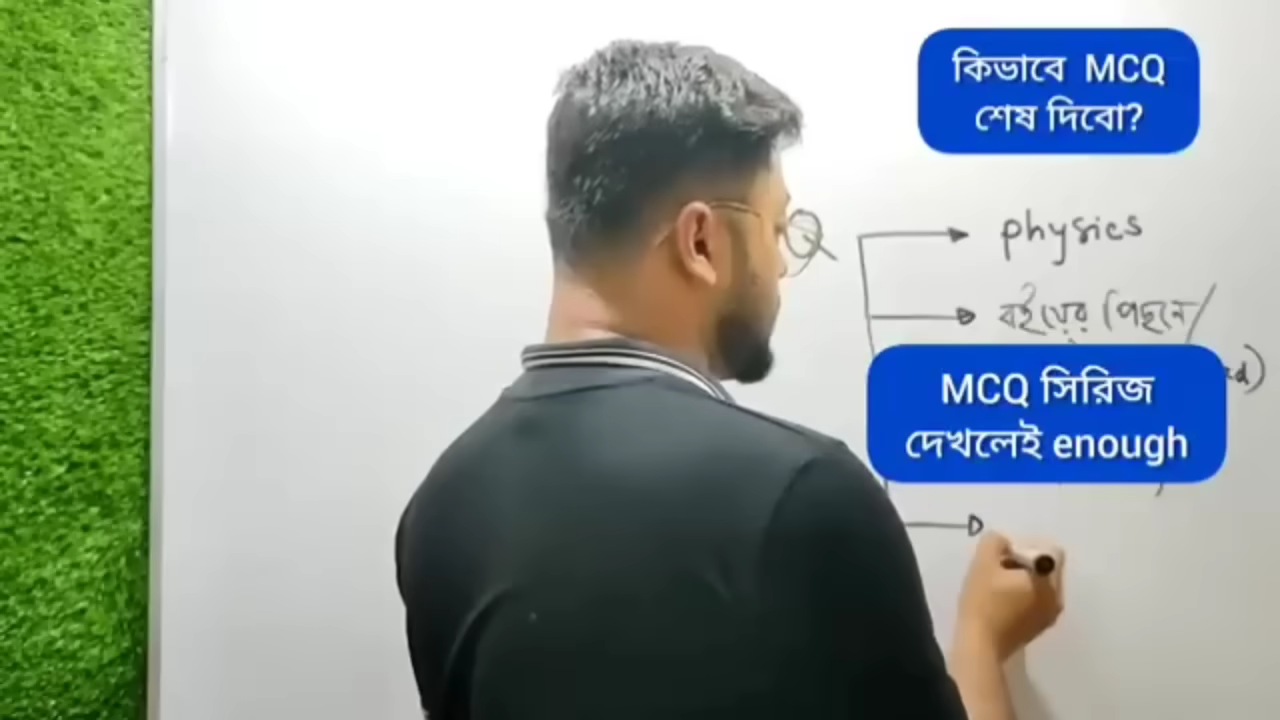 কিভাবে MCQ
শেষ দিবো?
physics
বইয়ের পিছনে/
MCQ সিরিজ
দেখলেই enough